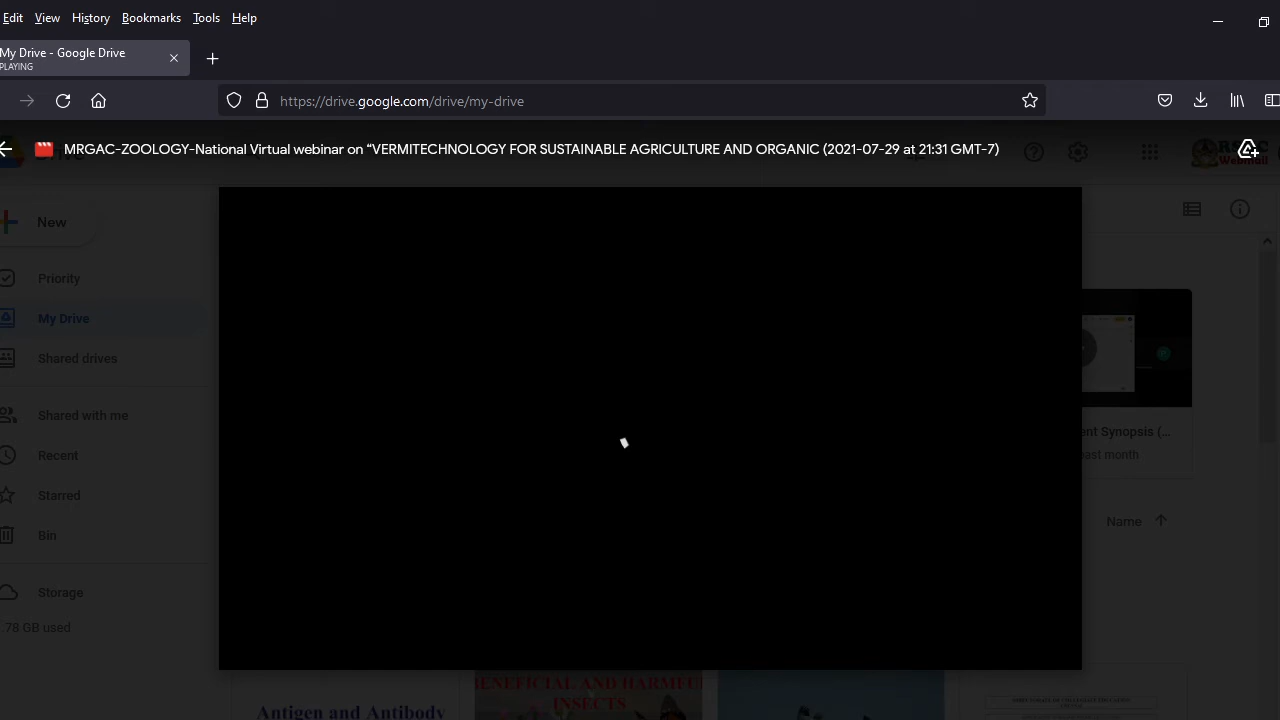 Edit View History Bookmarks Tools Help
My Drive - Google Drive
PLAYING
https://drive.google.com/drive/my-drive
MRGAC-ZOOLOGY-National Virtual webinar on “VERMITECHNOLOGY FOR SUSTAINABLE AGRICULTURE AND ORGANIC (2021-07-29 at 21:31 GMT-7)
New
Priority
My Drive
Shared drives
Shared with me
Recent
Starred
Bin
Storage
.78 GB used
ent Synopsis (...
past month
Name
BENEFICIAL AND HARMFUL
INSECTS
Antigen and Antibody